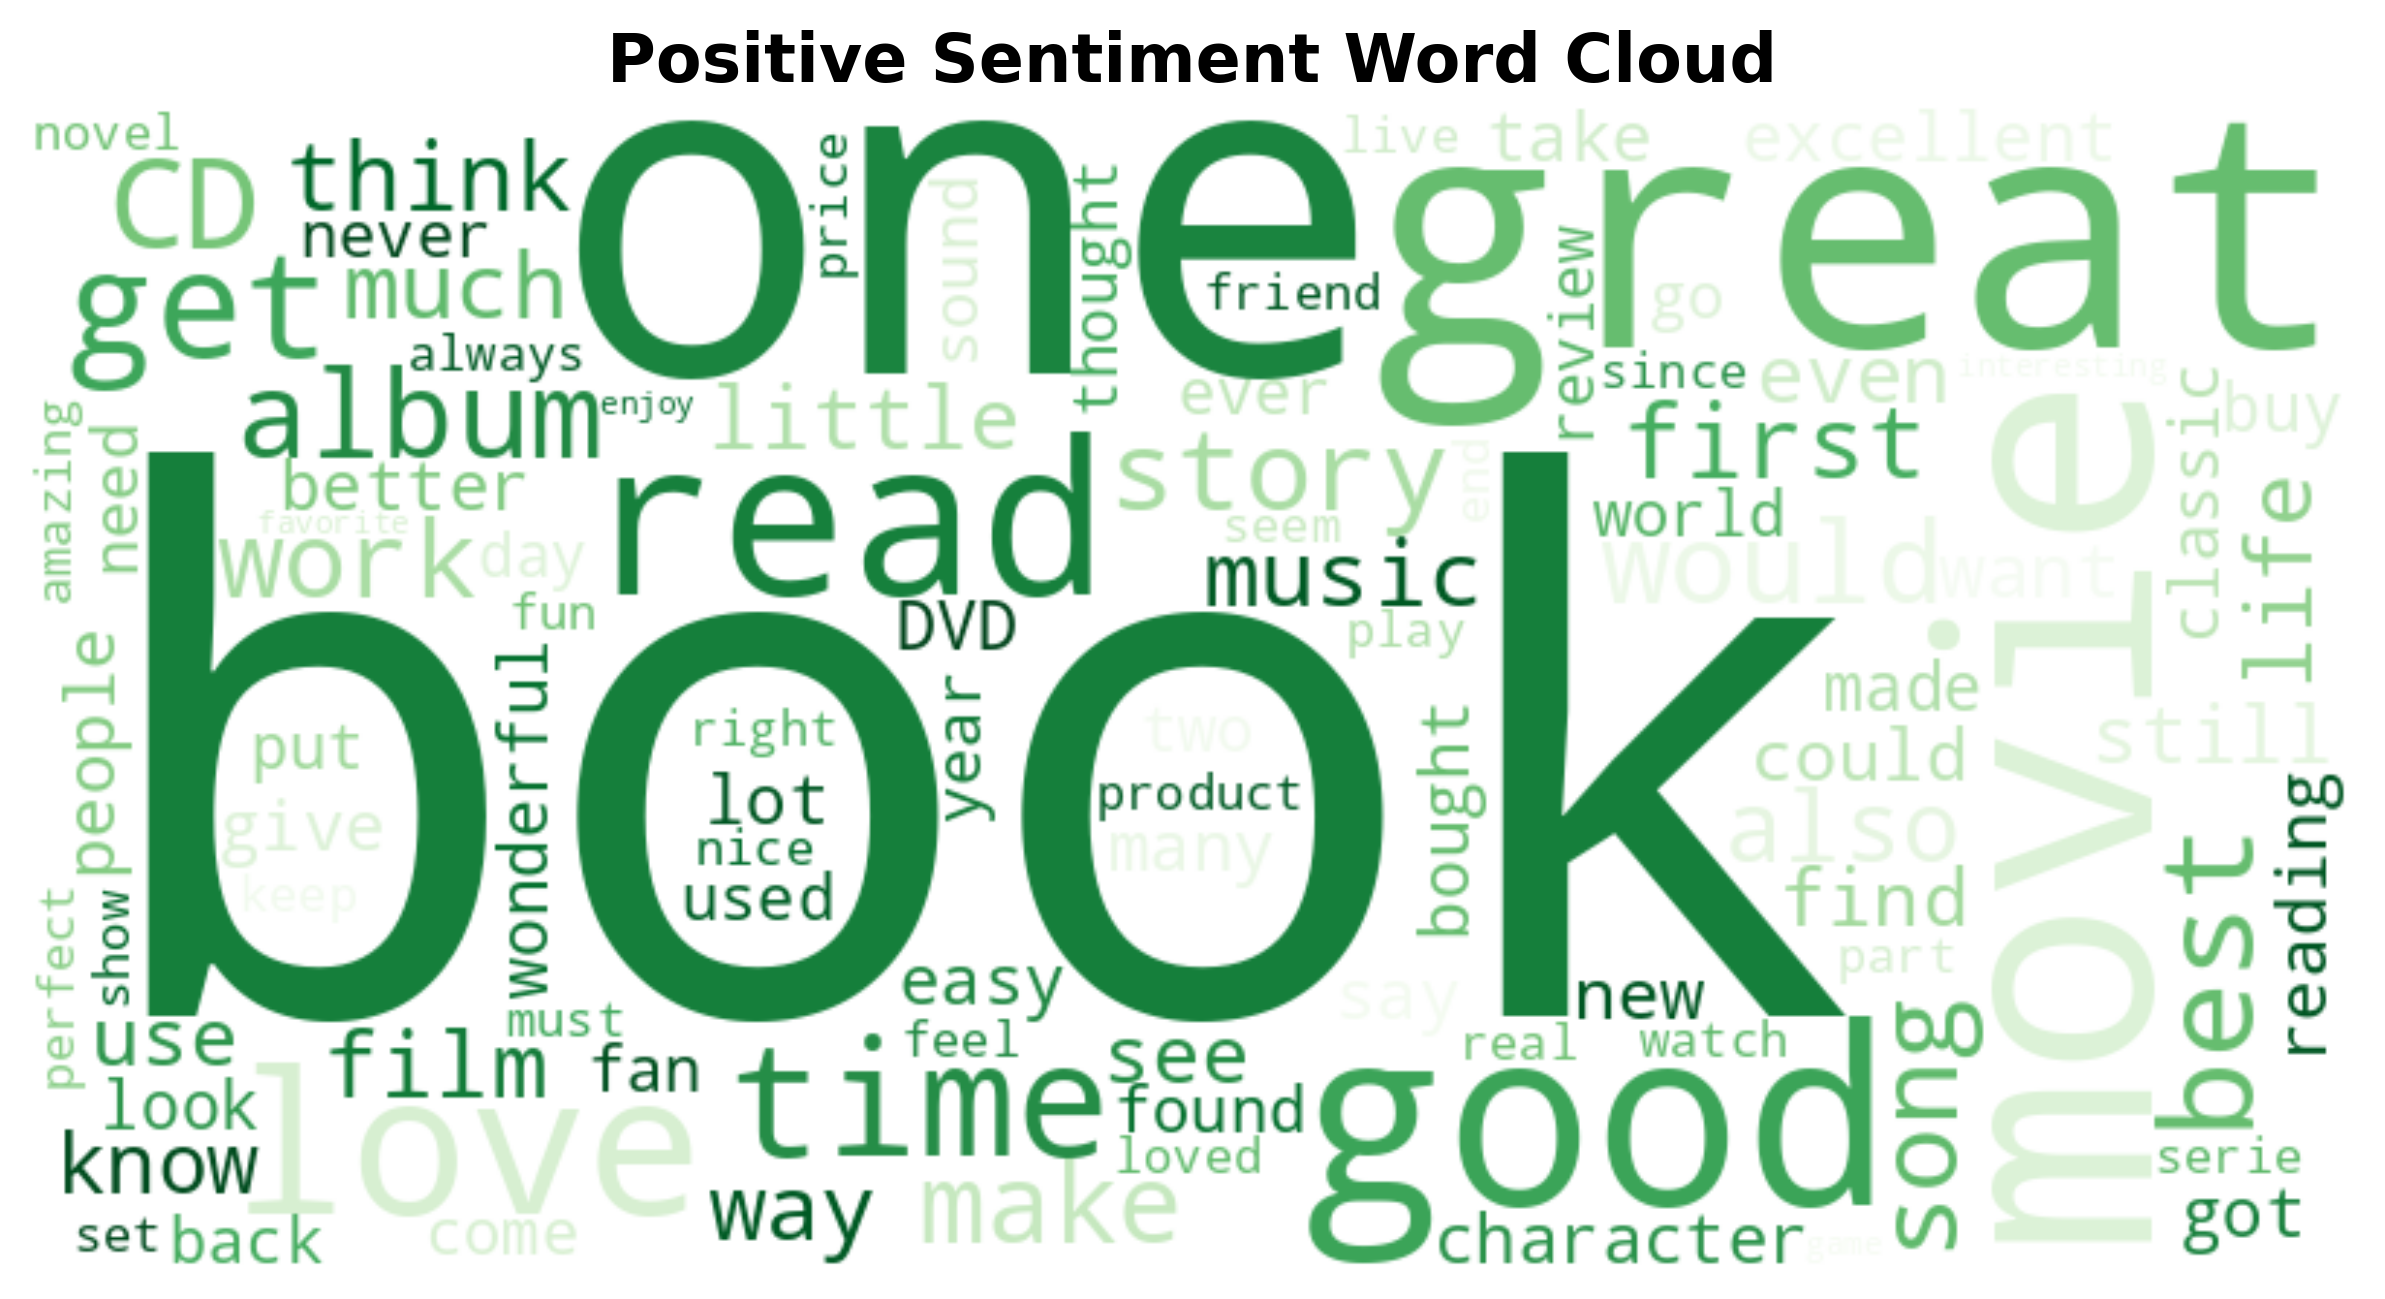 Positive Sentiment Word Cloud
novel
CD
think
never
one
price
sound
thought
friend
live
take
excellent
great
review
go
get
much
always
album
enjoy
little
ever
since
even
interesting
first
buy
classic
amazing
need
better
favorite
work
day
read
story
end
seem
world
would
want
movie
life
fun
DVD
music
play
book
people
put
give
keep
wonderful
right
lot
nice
used
year
two
product
many
bought
made
could
also
find
part
still
best
reading
perfect
show
use
film
must
fan
easy
feel
time
see
found
loved
say
new
real
watch
good
song
look
know
love
set
back
come
way
make
character
game
serie
got